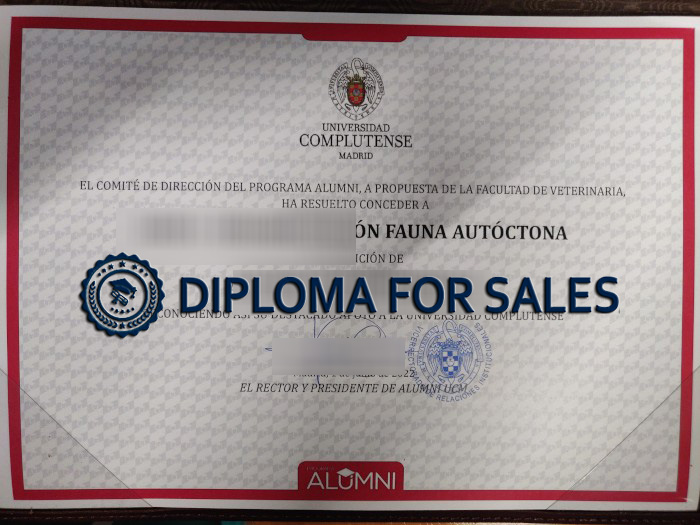 UNIVERSIDAD
COMPLUTENSE
MADRID
EL COMITÉ DE DIRECCIÓN DEL PROGRAMA ALUMNI, A PROPUESTA DE LA FACULTAD DE VETERINARIA,
HA RESUELTO CONCEDER A
ÓN FAUNA AUTÓCTONA
ICIÓN DE
DIPLOMA FOR SALES
CONOCIENDO ASÍ SU DESTACADO APOYO A LA UNIVERSIDAD COMPLUTENSE
EL RECTOR Y PRESIDENTE DE ALUMNI UCM
ALUMNI